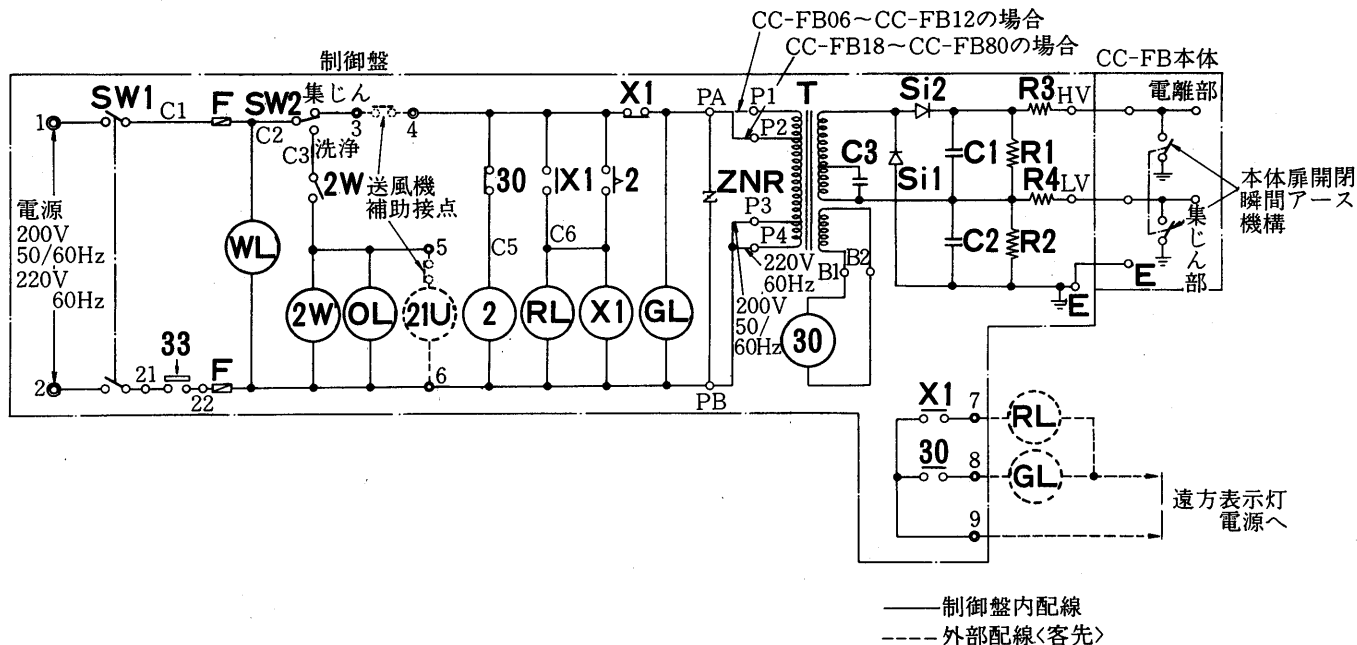 CC-FB06～CC-FB12の場合
CC-FB18～CC-FB80の場合
制御盤
CC-FB本体
SW1
C1
F
SW2
集じん
C2
3
4
X1
PA
P1
P2
T
Si2
R3
HV
電離部
1
C3
洗浄
2W
送風機
補助接点
30
X1
2
ZNR
C3
Si1
C1
R1
R4
LV
本体扉開閉
瞬間アース
機構
電源
200V
50/60Hz
220V
60Hz
WL
5
C5
C6
P3
P4
C2
R2
集じん部
220V
60Hz
B1
B2
200V
50/
60Hz
E
E
2W
OL
21U
2
RL
X1
GL
30
33
F
2
21
22
6
PB
X1
7
RL
30
8
GL
9
遠方表示灯
電源へ
制御盤内配線
外部配線<客先>